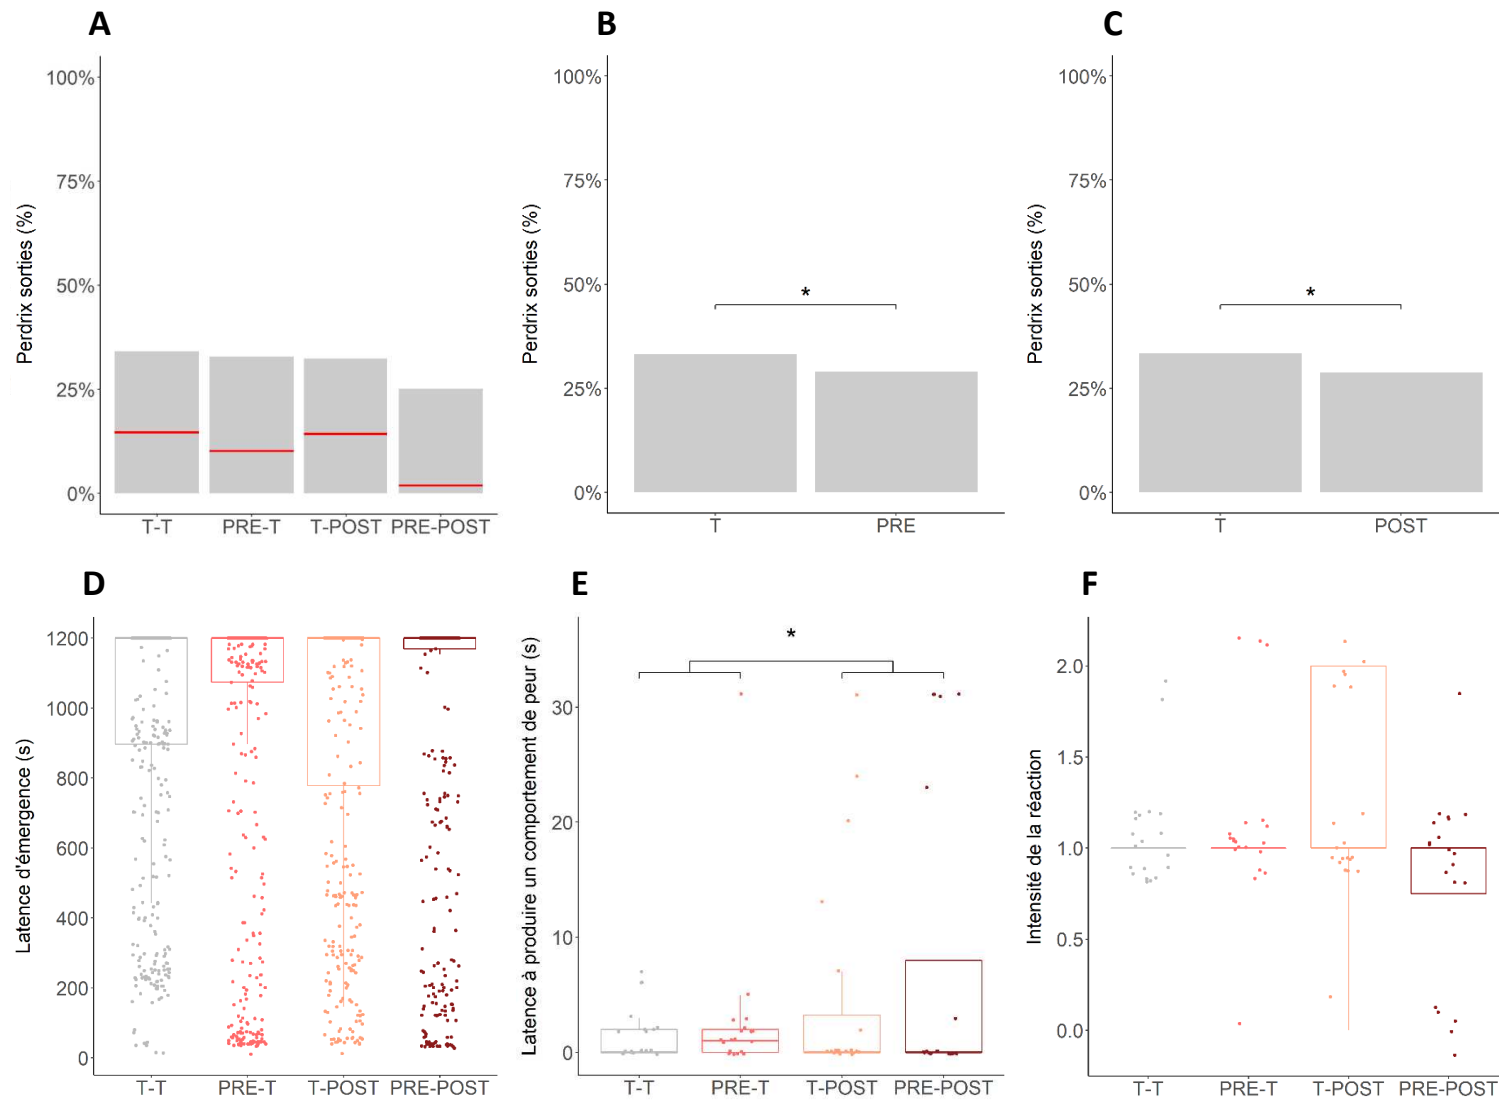 A
B
C
100%
75%
50%
25%
0%
Perdrix sorties (%)
T-T
PRE-T
T-POST
PRE-POST
100%
75%
50%
25%
0%
Perdrix sorties (%)
*
T
PRE
100%
75%
50%
25%
0%
Perdrix sorties (%)
*
T
POST
D
E
F
1200
1000
800
600
400
200
0
Latence d'émergence (s)
T-T
PRE-T
T-POST
PRE-POST
30
20
10
0
Latence à produire un comportement de peur (s)
*
T-T
PRE-T
T-POST
PRE-POST
2.0
1.5
1.0
0.5
0.0
Intensité de la réaction
T-T
PRE-T
T-POST
PRE-POST